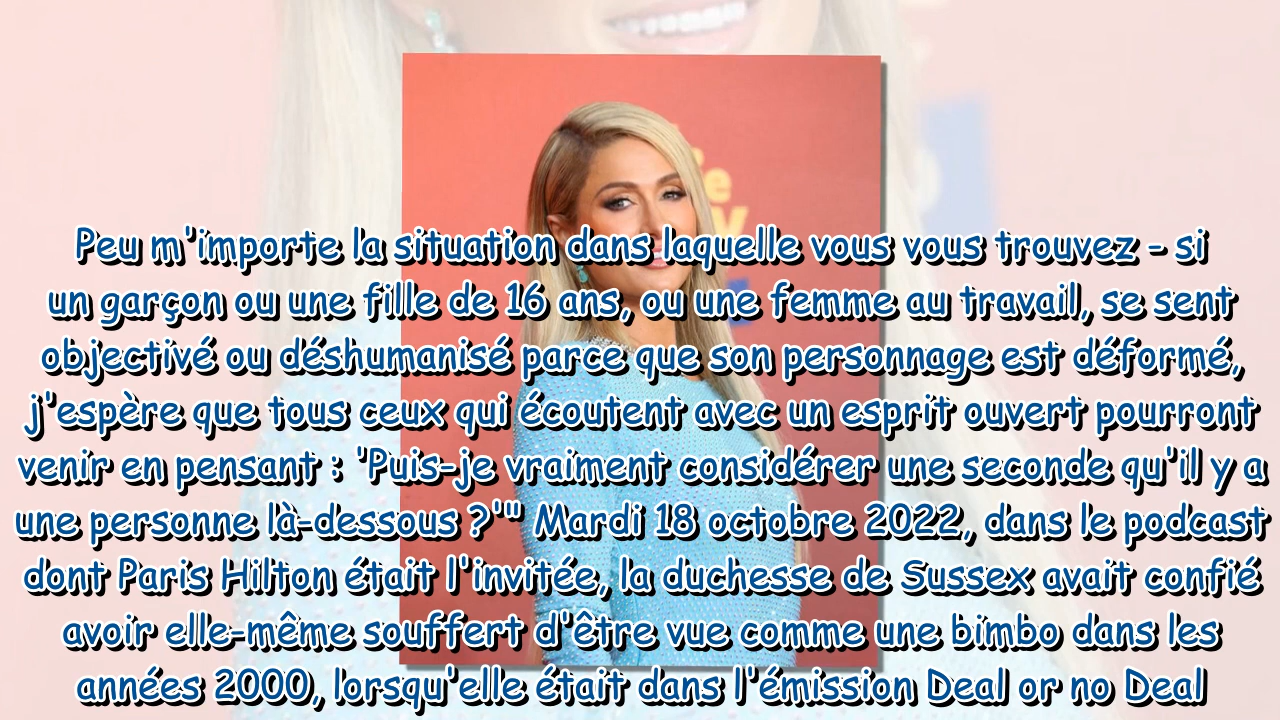 Peu m'importe la situation dans laquelle vous vous trouvez - si
un garçon ou une fille de 16 ans, ou une femme au travail, se sent
objectivé ou déshumanisé parce que son personnage est déformé,
j'espère que tous ceux qui écoutent avec un esprit ouvert pourront
venir en pensant : 'Puis-je vraiment considérer une seconde qu'il y a
une personne là-dessous ?'" Mardi 18 octobre 2022, dans le podcast
dont Paris Hilton était l'invitée, la duchesse de Sussex avait confié
avoir elle-même souffert d'être vue comme une bimbo dans les
années 2000, lorsqu'elle était dans l'émission Deal or no Deal